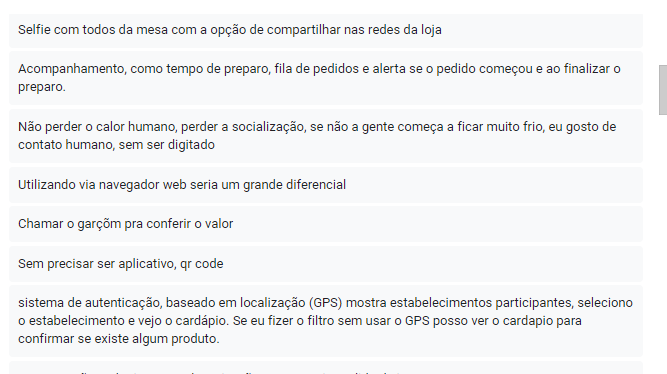 Selfie com todos da mesa com a opção de compartilhar nas redes da loja
Acompanhamento, como tempo de preparo, fila de pedidos e alerta se o pedido começou e ao finalizar o
preparo.
Não perder o calor humano, perder a socialização, se não a gente começa a ficar muito frio, eu gosto de
contato humano, sem ser digitado
Utilizando via navegador web seria um grande diferencial
Chamar o garçõm pra conferir o valor
Sem precisar ser aplicativo, qr code
sistema de autenticação, baseado em localização (GPS) mostra estabelecimentos participantes, seleciono
o estabelecimento e vejo o cardápio. Se eu fizer o filtro sem usar o GPS posso ver o cardapio para
confirmar se existe algum produto.